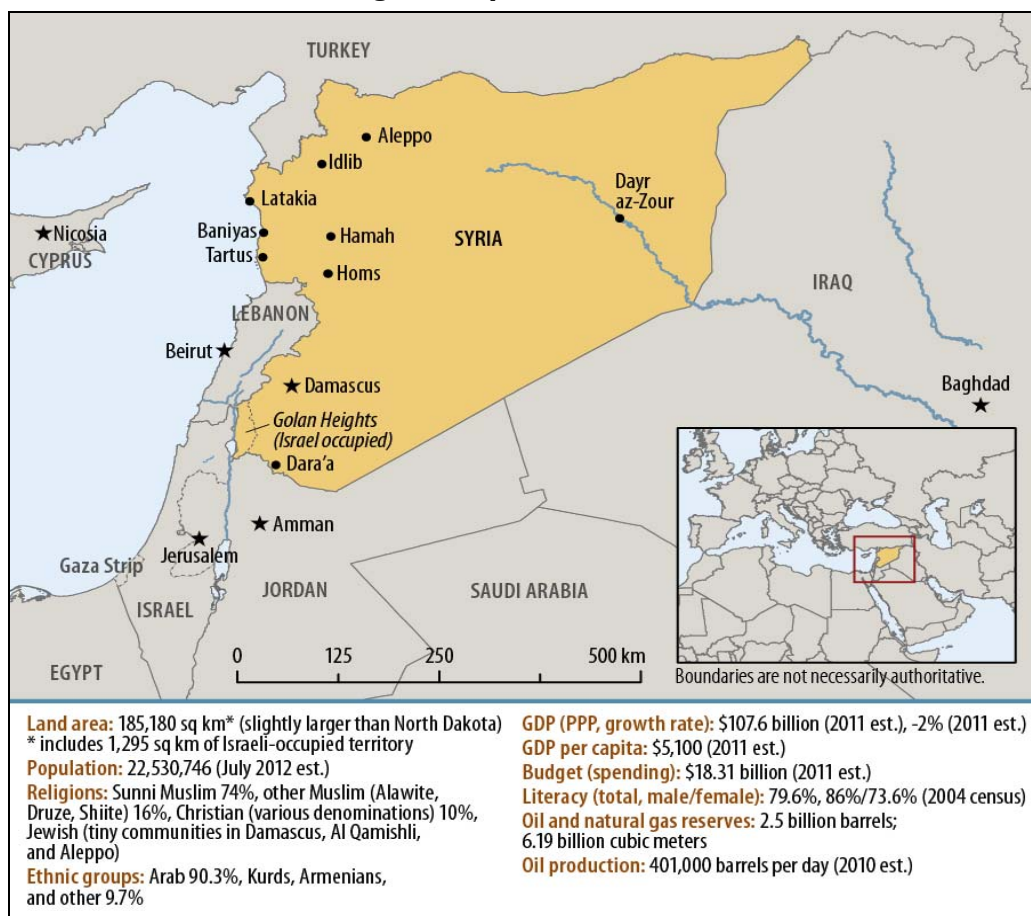 TURKEY
Aleppo
Idlib
Dayr
az-Zour
Latakia
Nicosia
CYPRUS
Baniyas
Hamah
SYRIA
Tartus
Homs
IRAQ
LEBANON
Beirut
Damascus
Baghdad
Golan Heights
(Israel occupied)
Dara'a
Amman
Jerusalem
Gaza Strip
JORDAN
SAUDI ARABIA
ISRAEL
EGYPT
0 125 250 500 km
Boundaries are not necessarily authoritative.
Land area: 185,180 sq km* (slightly larger than North Dakota)
* includes 1,295 sq km of Israeli-occupied territory
Population: 22,530,746 (July 2012 est.)
Religions: Sunni Muslim 74%, other Muslim (Alawite,
Druze, Shiite) 16%, Christian (various denominations) 10%,
Jewish (tiny communities in Damascus, Al Qamishli,
and Aleppo)
Ethnic groups: Arab 90.3%, Kurds, Armenians,
and other 9.7%
GDP (PPP, growth rate): $107.6 billion (2011 est.), -2% (2011 est.)
GDP per capita: $5,100 (2011 est.)
Budget (spending): $18.31 billion (2011 est.)
Literacy (total, male/female): 79.6%, 86%/73.6% (2004 census)
Oil and natural gas reserves: 2.5 billion barrels;
6.19 billion cubic meters
Oil production: 401,000 barrels per day (2010 est.)